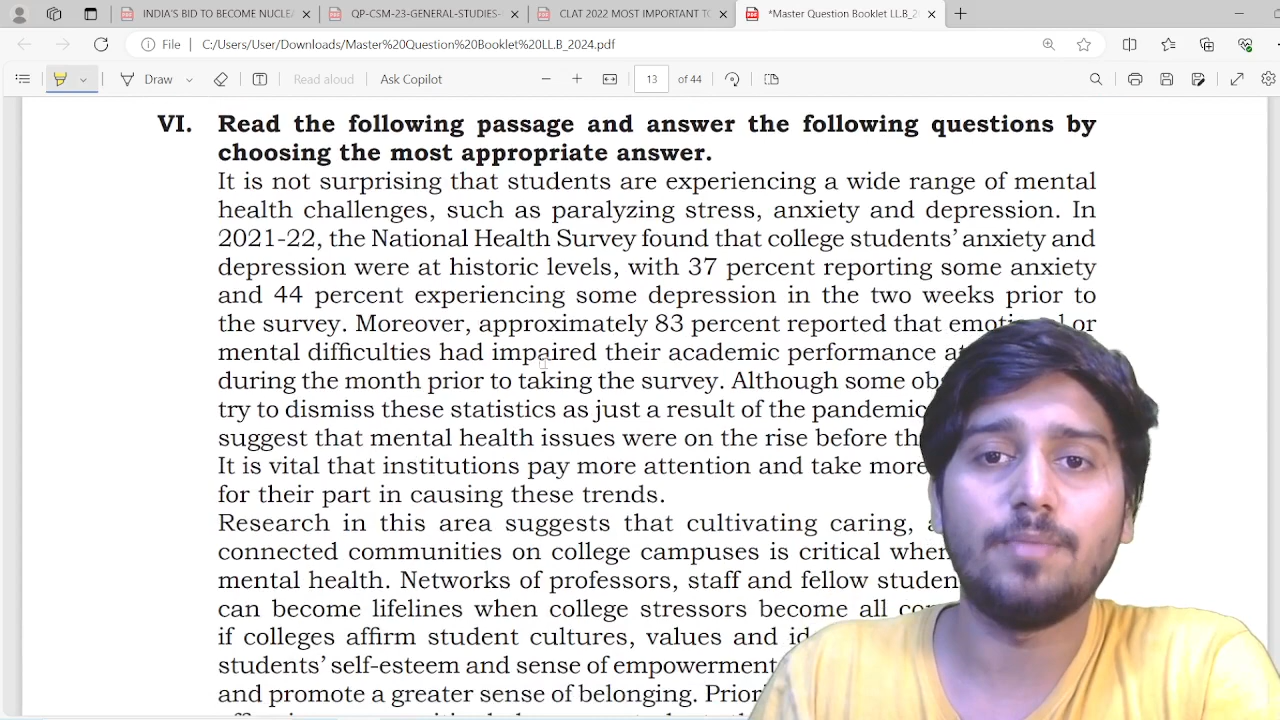 INDIA'S BID TO BECOME NUCLE
QP-CSM-23-GENERAL-STUDIES-
CLAT 2022 MOST IMPORTANT TO
*Master Question Booklet LL.B_2
File
C:/Users/User/Downloads/Master%20Question%20Booklet%20LL.B_2024.pdf
Draw
Read aloud
Ask Copilot
13 of 44
VI. Read the following passage and answer the following questions by
choosing the most appropriate answer.
It is not surprising that students are experiencing a wide range of mental
health challenges, such as paralyzing stress, anxiety and depression. In
2021-22, the National Health Survey found that college students' anxiety and
depression were at historic levels, with 37 percent reporting some anxiety
and 44 percent experiencing some depression in the two weeks prior to
the survey. Moreover, approximately 83 percent reported that or
mental difficulties had impaired their academic performance
during the month prior to taking the survey. Although some
try to dismiss these statistics as just a result of the pandemic
suggest that mental health issues were on the rise before
It is vital that institutions pay more attention and take more
for their part in causing these trends.
Research in this area suggests that cultivating caring,
connected communities on college campuses is critical
mental health. Networks of professors, staff and fellow
can become lifelines when college stressors become all
if colleges affirm student cultures, values and
students' self-esteem and sense of empowerment
and promote a greater sense of belonging.